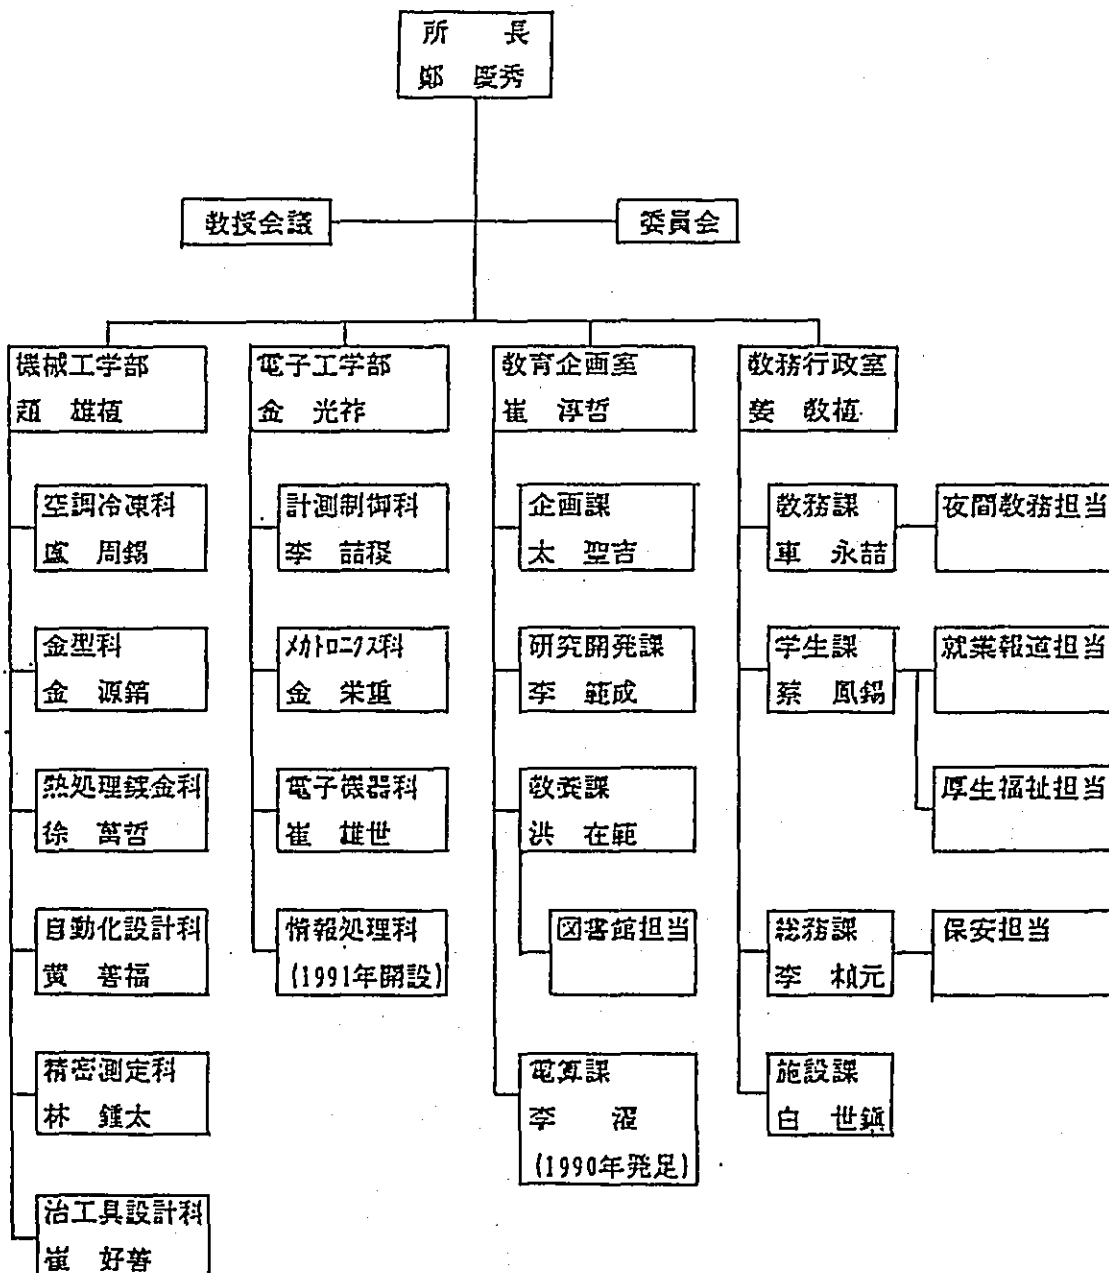 所　　長
鄭　慶秀
教授会議
委員会
機械工学部
趙　雄植
電子工学部
金　光祚
教育企画室
崔　淳哲
教務行政室
姜　敎植
空調冷凍科
盧　周錫
計測制御科
李
企画課
太　聖吉
教務課
車　永喆
夜間教務担当
金型科
金　源鎬
メカトロニクス科
金　栄重
研究開発課
李　範成
学生課
蔡　鳳錫
就業報道担当
熱処理鍍金科
徐　萬哲
電子機器科
崔　雄世
教養課
洪　在範
厚生福祉担当
自動化設計科
黄　善福
情報処理科
(1991年開設)
図書館担当
総務課
李　楨元
保安担当
精密測定科
林　鍾太
電算課
李
(1990年発足)
施設課
白　世鎮
治工具設計科
崔　好善